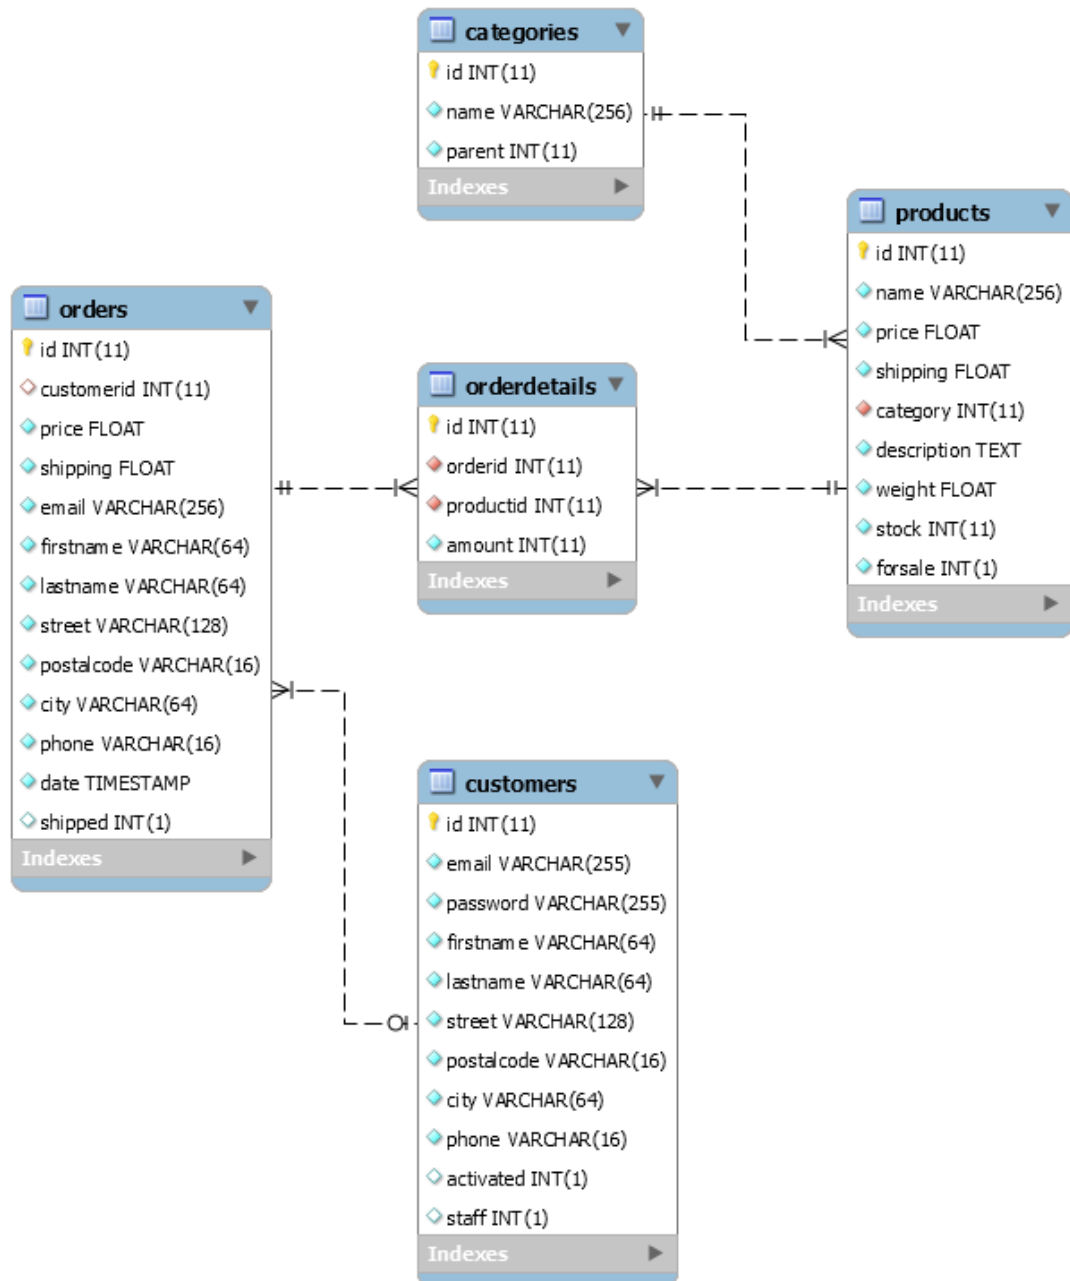 categories
id INT(11)
name VARCHAR(256)
parent INT(11)
Indexes
products
id INT(11)
name VARCHAR(256)
price FLOAT
shipping FLOAT
category INT(11)
description TEXT
weight FLOAT
stock INT(11)
forsale INT(1)
Indexes
orders
id INT(11)
customerid INT(11)
price FLOAT
shipping FLOAT
email VARCHAR(256)
firstname VARCHAR(64)
lastname VARCHAR(64)
street VARCHAR(128)
postalcode VARCHAR(16)
city VARCHAR(64)
phone VARCHAR(16)
date TIMESTAMP
shipped INT(1)
Indexes
orderdetails
id INT(11)
orderid INT(11)
productid INT(11)
amount INT(11)
Indexes
customers
id INT(11)
email VARCHAR(255)
password VARCHAR(255)
firstname VARCHAR(64)
lastname VARCHAR(64)
street VARCHAR(128)
postalcode VARCHAR(16)
city VARCHAR(64)
phone VARCHAR(16)
activated INT(1)
staff INT(1)
Indexes